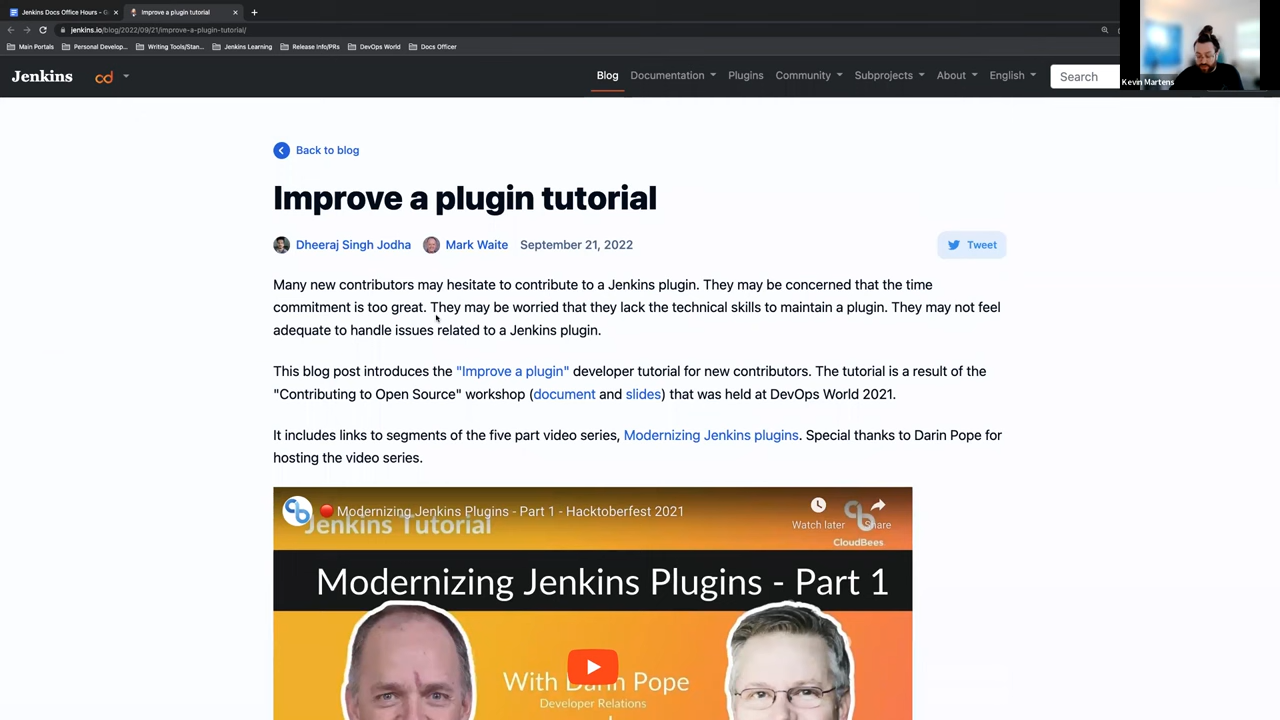 Jenkins Docs Office Hours - G
Improve a plugin tutorial
jenkins.io/blog/2022/09/21/improve-a-plugin-tutorial/
Main Portals
Personal Develop...
Writing Tools/Stan...
Jenkins Learning
Release Info/PRs
DevOps World
Docs Officer
Kevin Martens
Jenkins
cd
Blog
Documentation
Plugins
Community
Subprojects
About
English
Search
Back to blog
Improve a plugin tutorial
Dheeraj Singh Jodha
Mark Waite
September 21, 2022
Tweet
Many new contributors may hesitate to contribute to a Jenkins plugin. They may be concerned that the time
commitment is too great. They may be worried that they lack the technical skills to maintain a plugin. They may not feel
adequate to handle issues related to a Jenkins plugin.
This blog post introduces the "Improve a plugin" developer tutorial for new contributors. The tutorial is a result of the
"Contributing to Open Source" workshop (document and slides) that was held at DevOps World 2021.
It includes links to segments of the five part video series, Modernizing Jenkins plugins. Special thanks to Darin Pope for
hosting the video series.
Modernizing Jenkins Plugins - Part 1 - Hacktoberfest 2021
Jenkins Tutorial
Watch later
Share
CloudBees
Modernizing Jenkins Plugins - Part 1
With Darin Pope
Developer Relations